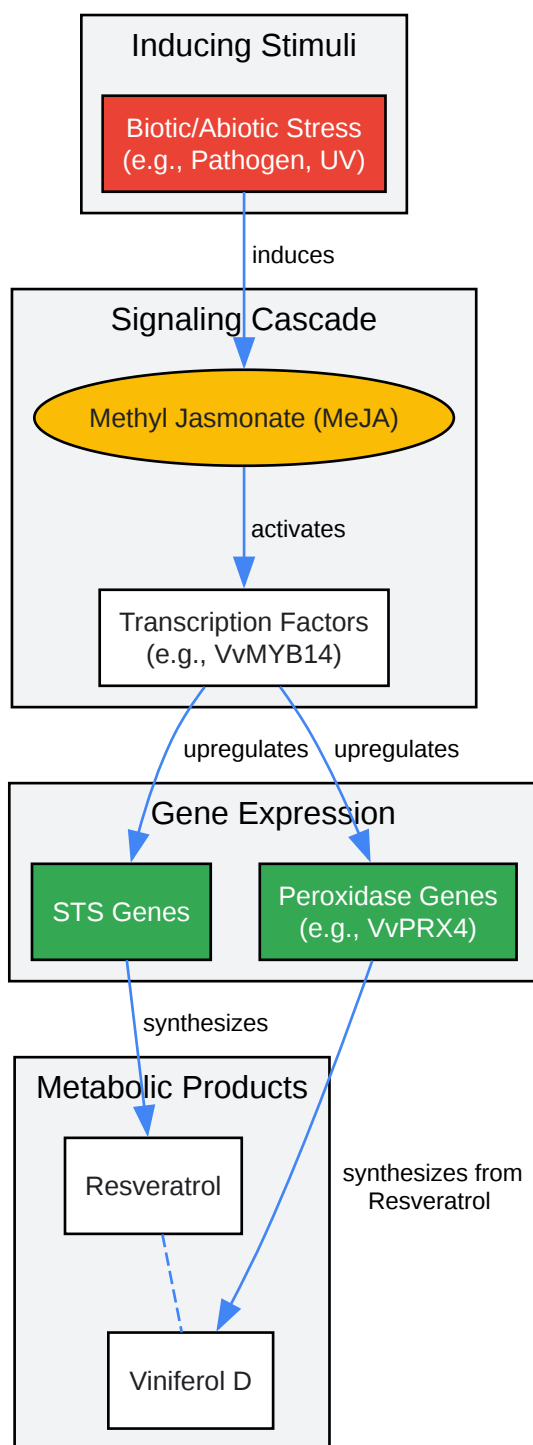 Inducing Stimuli
Biotic/Abiotic Stress
(e.g., Pathogen, UV)
induces
Signaling Cascade
Methyl Jasmonate (MeJA)
activates
Transcription Factors
(e.g., VvMYB14)
upregulates
upregulates
Gene Expression
STS Genes
Peroxidase Genes
(e.g., VvPRX4)
synthesizes
Metabolic Products
Resveratrol
synthesizes from
Resveratrol
Viniferol D